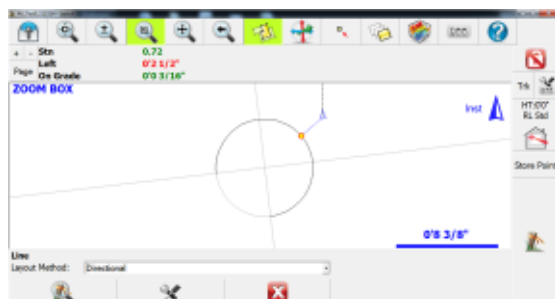 + - Stn 0.72
Page Left 0'2 1/2"
On Grade 0'0 3/16"
ZOOM BOX
Inst
Trk
HT:0'0"
RL Std
Store Point
0'8 3/8"
Line
Layout Method: Directional